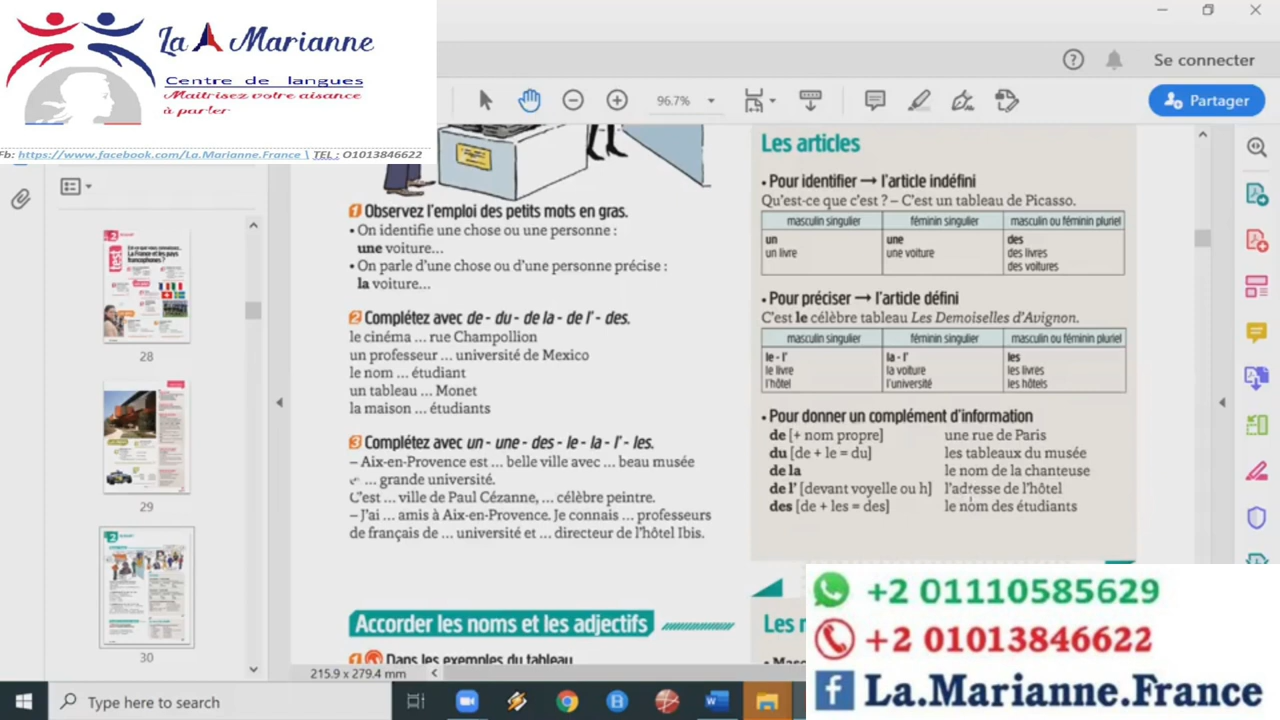 La Marianne
Centre de langues
Maîtrisez votre aisance
à parler
Fb: https://www.facebook.com/La.Marianne.France \ TEL : 01013846622
Se connecter
96.7%
Partager
28
29
30
1 Observez l'emploi des petits mots en gras.
• On identifie une chose ou une personne :
une voiture...
• On parle d'une chose ou d'une personne précise :
la voiture...
2 Complétez avec de - du - de la - de l' - des.
le cinéma ... rue Champollion
un professeur ... université de Mexico
le nom ... étudiant
un tableau ... Monet
la maison ... étudiants
3 Complétez avec un - une - des - le - la - l' - les.
– Aix-en-Provence est ... belle ville avec ... beau musée
... grande université.
C'est ... ville de Paul Cézanne, ... célèbre peintre.
– J'ai ... amis à Aix-en-Provence. Je connais ... professeurs
de français de ... université et ... directeur de l'hôtel Ibis.
Accorder les noms et les adjectifs
1 Dans les exemples du tableau
Les articles
• Pour identifier → l'article indéfini
Qu'est-ce que c'est ? – C'est un tableau de Picasso.
masculin singulier féminin singulier masculin ou féminin pluriel
un une des
un livre une voiture des livres
des voitures
• Pour préciser → l'article défini
C'est le célèbre tableau Les Demoiselles d'Avignon.
masculin singulier féminin singulier masculin ou féminin pluriel
le - l' la - l' les
le livre la voiture les livres
l'hôtel l'université les hôtels
• Pour donner un complément d'information
de [+ nom propre] une rue de Paris
du [de + le = du] les tableaux du musée
de la le nom de la chanteuse
de l' [devant voyelle ou h] l'adresse de l'hôtel
des [de + les = des] le nom des étudiants
215.9 x 279.4 mm
+2 01110585629
+2 01013846622
La.Marianne.France
Type here to search